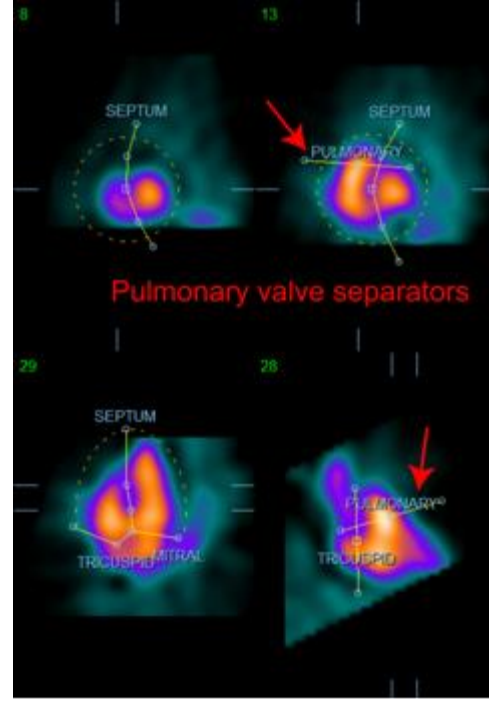 8
13
SEPTUM
SEPTUM
PULMONARY
Pulmonary valve separators
29
28
SEPTUM
PULMONARY
TRICUSPID MITRAL
TRICUSPID